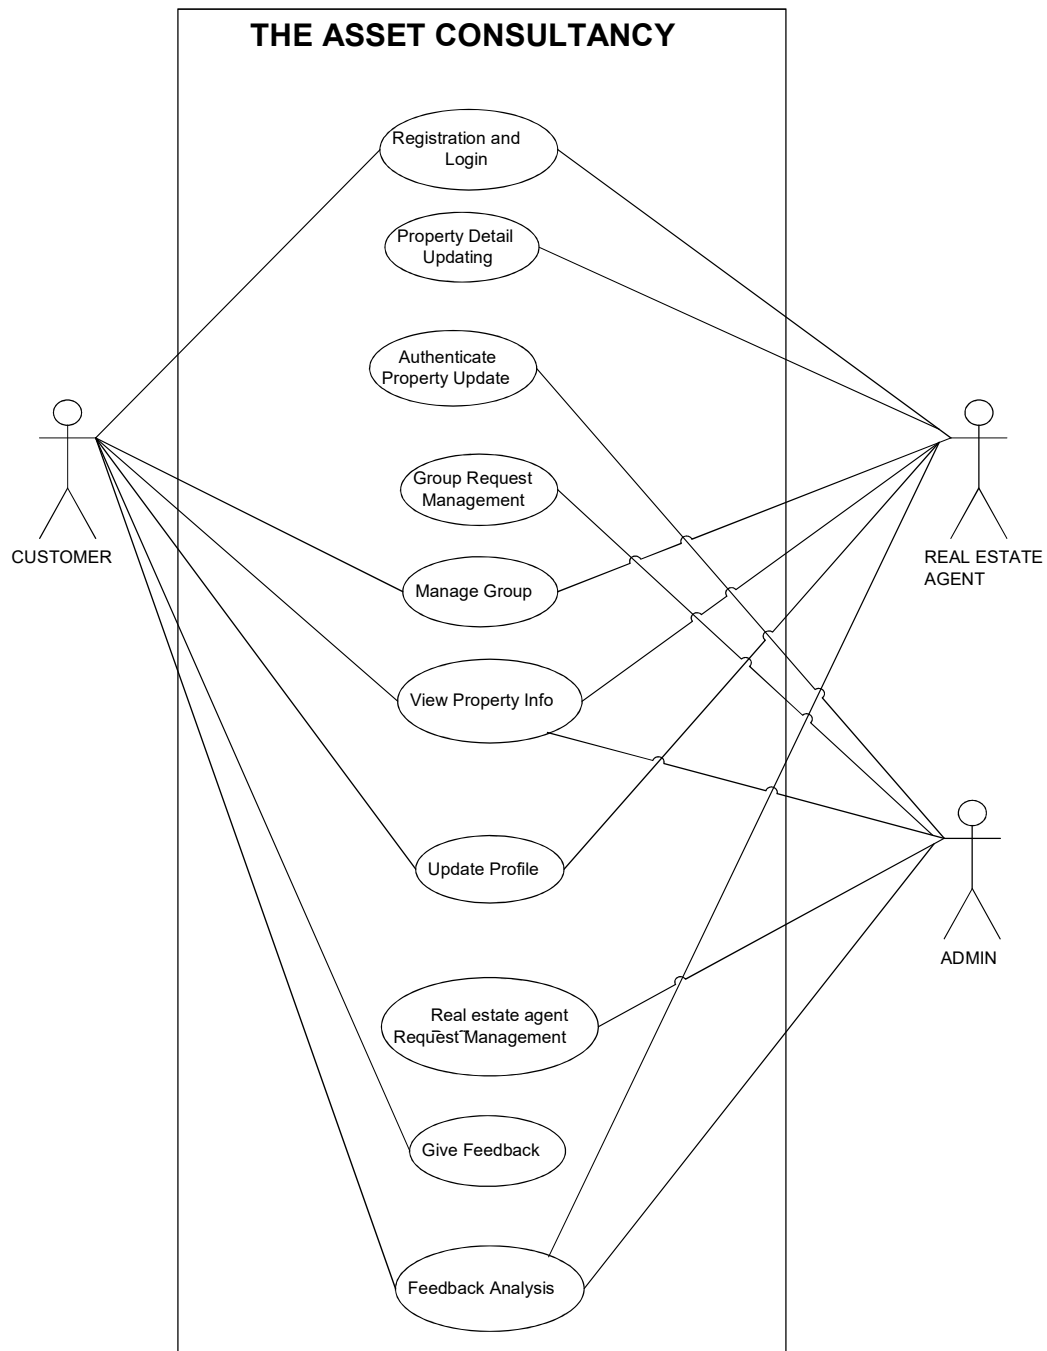 THE ASSET CONSULTANCY
Registration and
Login
Property Detail
Updating
Authenticate
Property Update
Group Request
Management
CUSTOMER
REAL ESTATE
AGENT
Manage Group
View Property Info
Update Profile
ADMIN
Real estate agent
Request Management
Give Feedback
Feedback Analysis